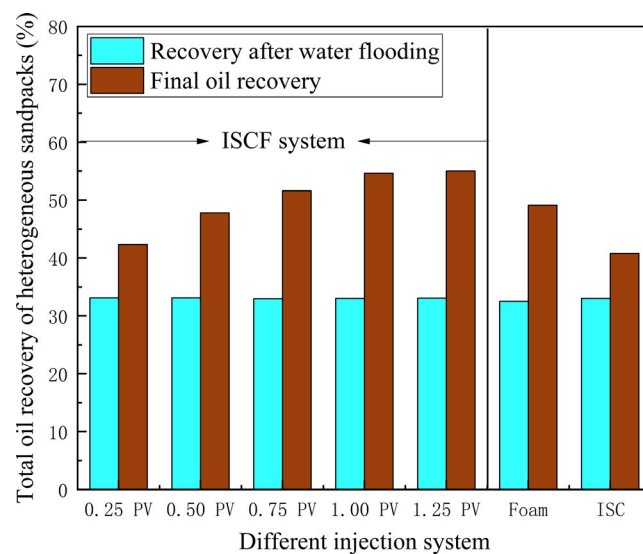 Total oil recovery of heterogeneous sandpacks (%)
80
70
60
50
40
30
20
10
0
Recovery after water flooding
Final oil recovery
ISCF system
0.25 PV 0.50 PV 0.75 PV 1.00 PV 1.25 PV Foam ISC
Different injection system